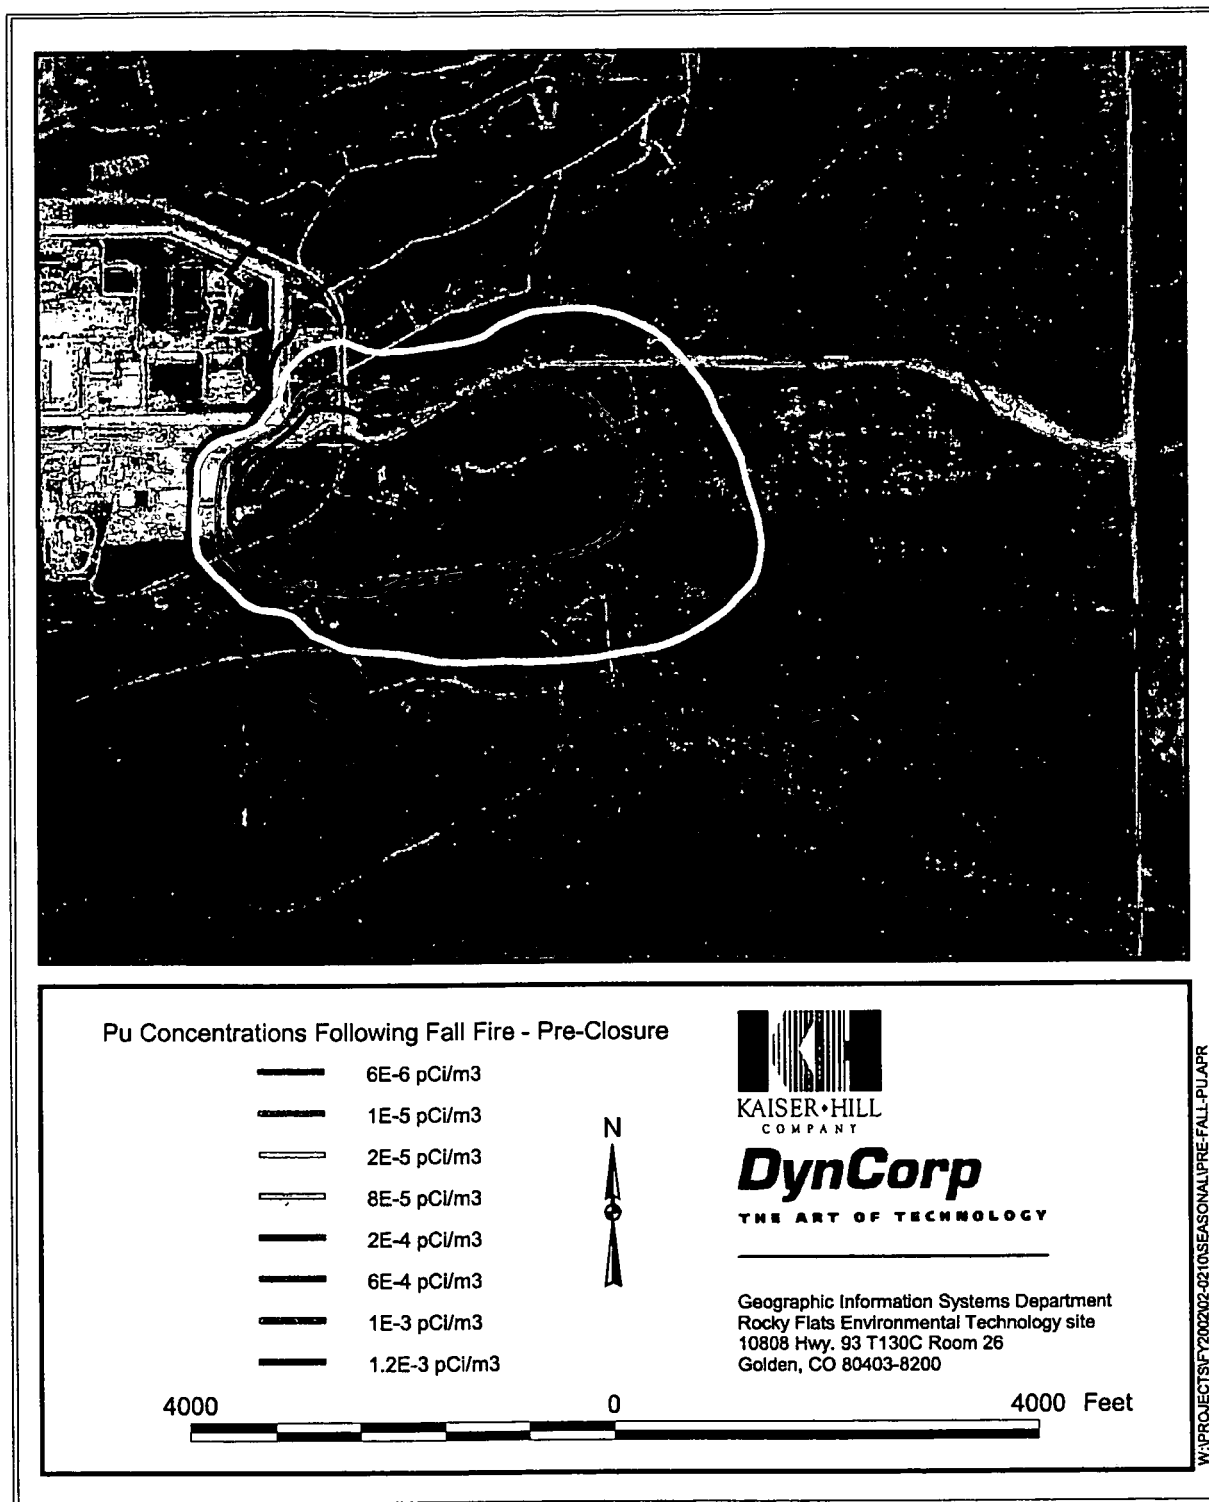 Pu Concentrations Following Fall Fire - Pre-Closure
6E-6 pCi/m3
1E-5 pCi/m3
2E-5 pCi/m3
8E-5 pCi/m3
2E-4 pCi/m3
6E-4 pCi/m3
1E-3 pCi/m3
1.2E-3 pCi/m3
N
KAISER♦HILL
COMPANY
DynCorp
THE ART OF TECHNOLOGY
Geographic Information Systems Department
Rocky Flats Environmental Technology site
10808 Hwy. 93 T130C Room 26
Golden, CO 80403-8200
4000 0 4000 Feet
W:\PROJECTS\FY2002\02-0210\SEASONAL\PRE-FALL-PU.APR